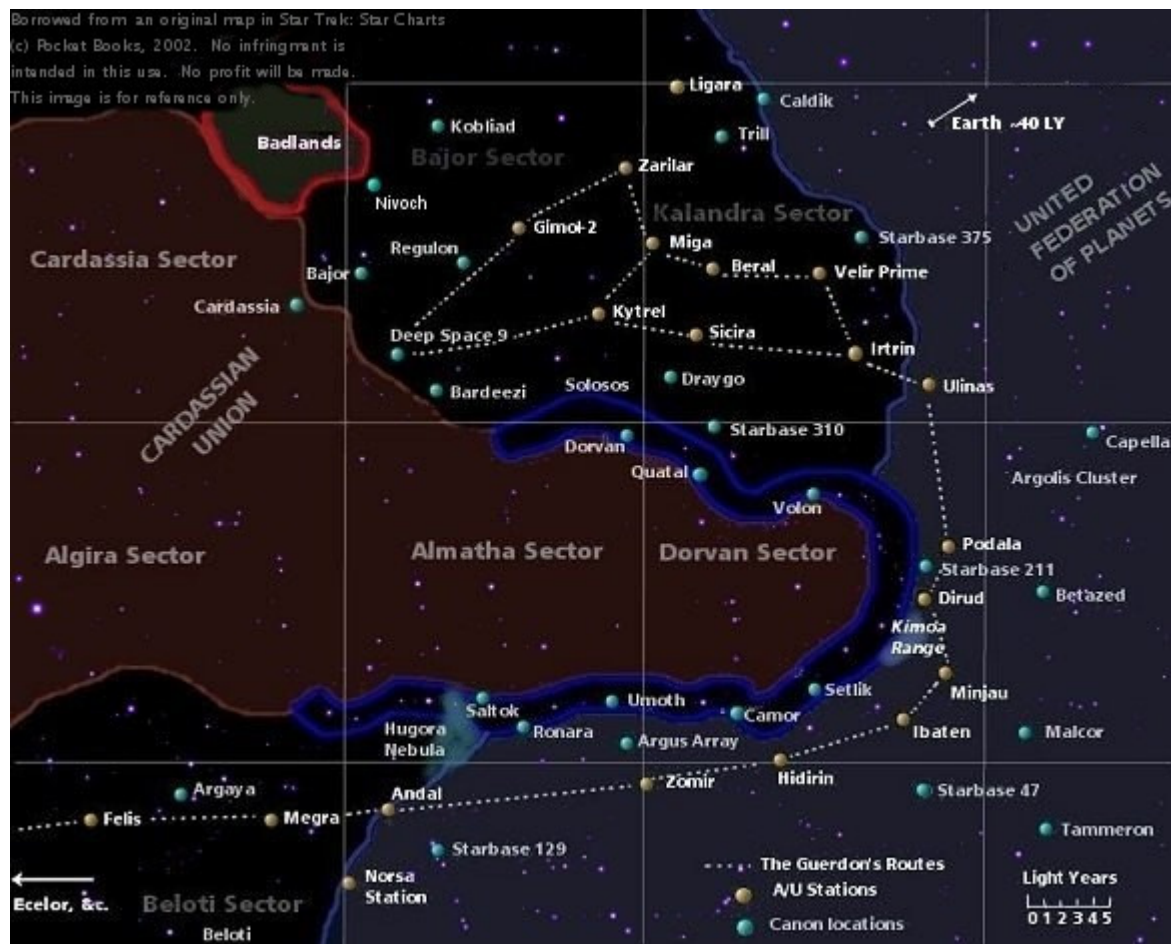 Borrowed from an original map in Star Trek: Star Charts
(c) Pocket Books, 2002. No infringment is
intended in this use. No profit will be made.
This image is for reference only.
Ligara
Caldik
Earth ~40 LY
Badlands
Kobliad
Bajor Sector
Trill
Zarilar
Nivoch
Kalandra Sector
UNITED
FEDERATION
OF PLANETS
Gimol-2
Miga
Starbase 375
Regulon
Cardassia Sector
Bajor
Beral
Velir Prime
Cardassia
Kytrel
Deep Space 9
Sicira
Irtrin
CARDASSIAN
UNION
Bardeezi
Solosos
Draygo
Ulinas
Starbase 310
Dorvan
Capella
Quatal
Argolis Cluster
Volon
Algira Sector
Almatha Sector
Dorvan Sector
Podala
Starbase 211
Dirud
Betazed
Kimoa
Range
Minjau
Setlik
Saltok
Umoth
Camor
Hugora
Nebula
Ronara
Argus Array
Ibaten
Malcor
Hidirin
Zomir
Argaya
Andal
Starbase 47
Felis
Megra
Tammeron
Starbase 129
The Guerdon's Routes
Norsa
Station
A/U Stations
Light Years
Ecelor, &c.
Beloti Sector
0 1 2 3 4 5
Canon locations
Beloti